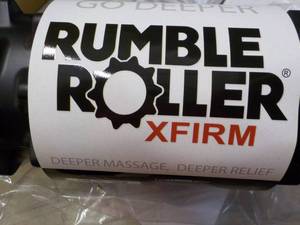 GO DEEPER
RUMBLE
ROLLER®
XFIRM
DEEPER MASSAGE, DEEPER RELIEF